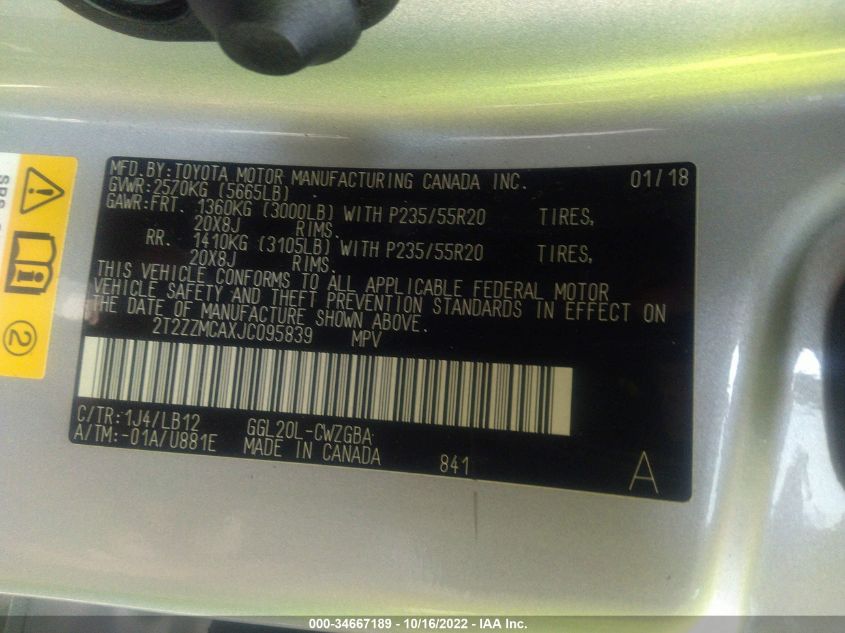 MFD.BY:TOYOTA MOTOR MANUFACTURING CANADA INC. 01/18
GVWR:2570KG (5665LB)
GAWR:FRT. 1360KG (3000LB) WITH P235/55R20 TIRES,
20X8J RIMS.
RR. 1410KG (3105LB) WITH P235/55R20 TIRES,
20X8J RIMS.
THIS VEHICLE CONFORMS TO ALL APPLICABLE FEDERAL MOTOR
VEHICLE SAFETY AND THEFT PREVENTION STANDARDS IN EFFECT ON
THE DATE OF MANUFACTURE SHOWN ABOVE.
2T2ZZMCAXJC095839 MPV
C/TR:1J4/LB12 GGL20L-CWZGBA
A/TM:-01A/U881E MADE IN CANADA 841 A
SRS
2
000-34667189 - 10/16/2022 - IAA Inc.